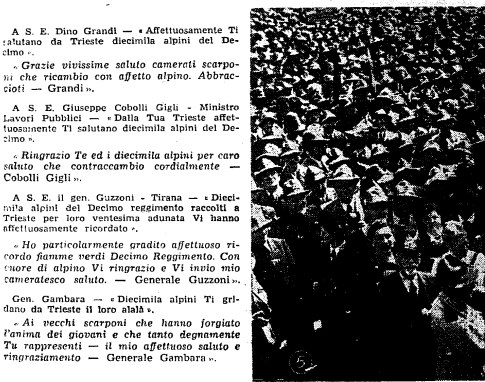 A S. E. Dino Grandi — « Affettuosamente Ti
salutano da Trieste diecimila alpini del De-
cimo ».
« Grazie vivissime saluto camerati scarpo-
ni che ricambio con affetto alpino. Abbrac-
cioti — Grandi ».
A S. E. Giuseppe Cobolli Gigli - Ministro
Lavori Pubblici — « Dalla Tua Trieste affet-
tuosamente Ti salutano diecimila alpini del De-
cimo ».
« Ringrazio Te ed i diecimila alpini per caro
saluto che contraccambio cordialmente —
Cobolli Gigli ».
A S. E. il gen. Guzzoni - Tirana — « Dieci-
mila alpini del Decimo reggimento raccolti a
Trieste per loro ventesima adunata Vi hanno
affettuosamente ricordato ».
« Ho particolarmente gradito affettuoso ri-
cordo fiamme verdi Decimo Reggimento. Con
cuore di alpino Vi ringrazio e Vi invio mio
cameratesco saluto. — Generale Guzzoni ».
Gen. Gambara — « Diecimila alpini Ti gri-
dano da Trieste il loro alalà ».
« Ai vecchi scarponi che hanno forgiato
l'anima dei giovani e che tanto degnamente
Tu rappresenti — il mio affettuoso saluto e
ringraziamento — Generale Gambara ».